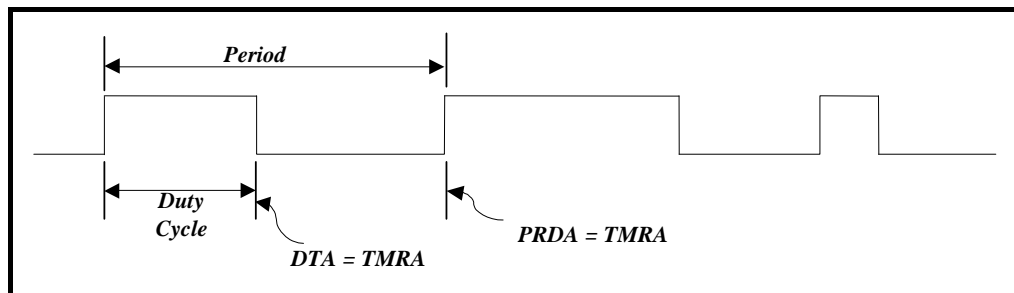 Period
Duty
Cycle
DTA = TMRA
PRDA = TMRA